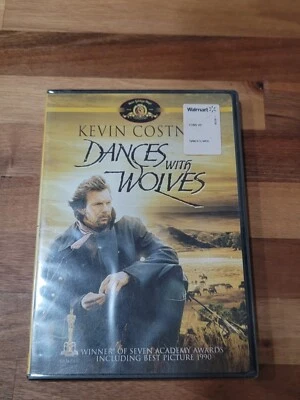 Walmart
KEVIN COSTN
DANCES WITH
WOLVES
WINNER OF SEVEN ACADEMY AWARDS
INCLUDING BEST PICTURE 1990